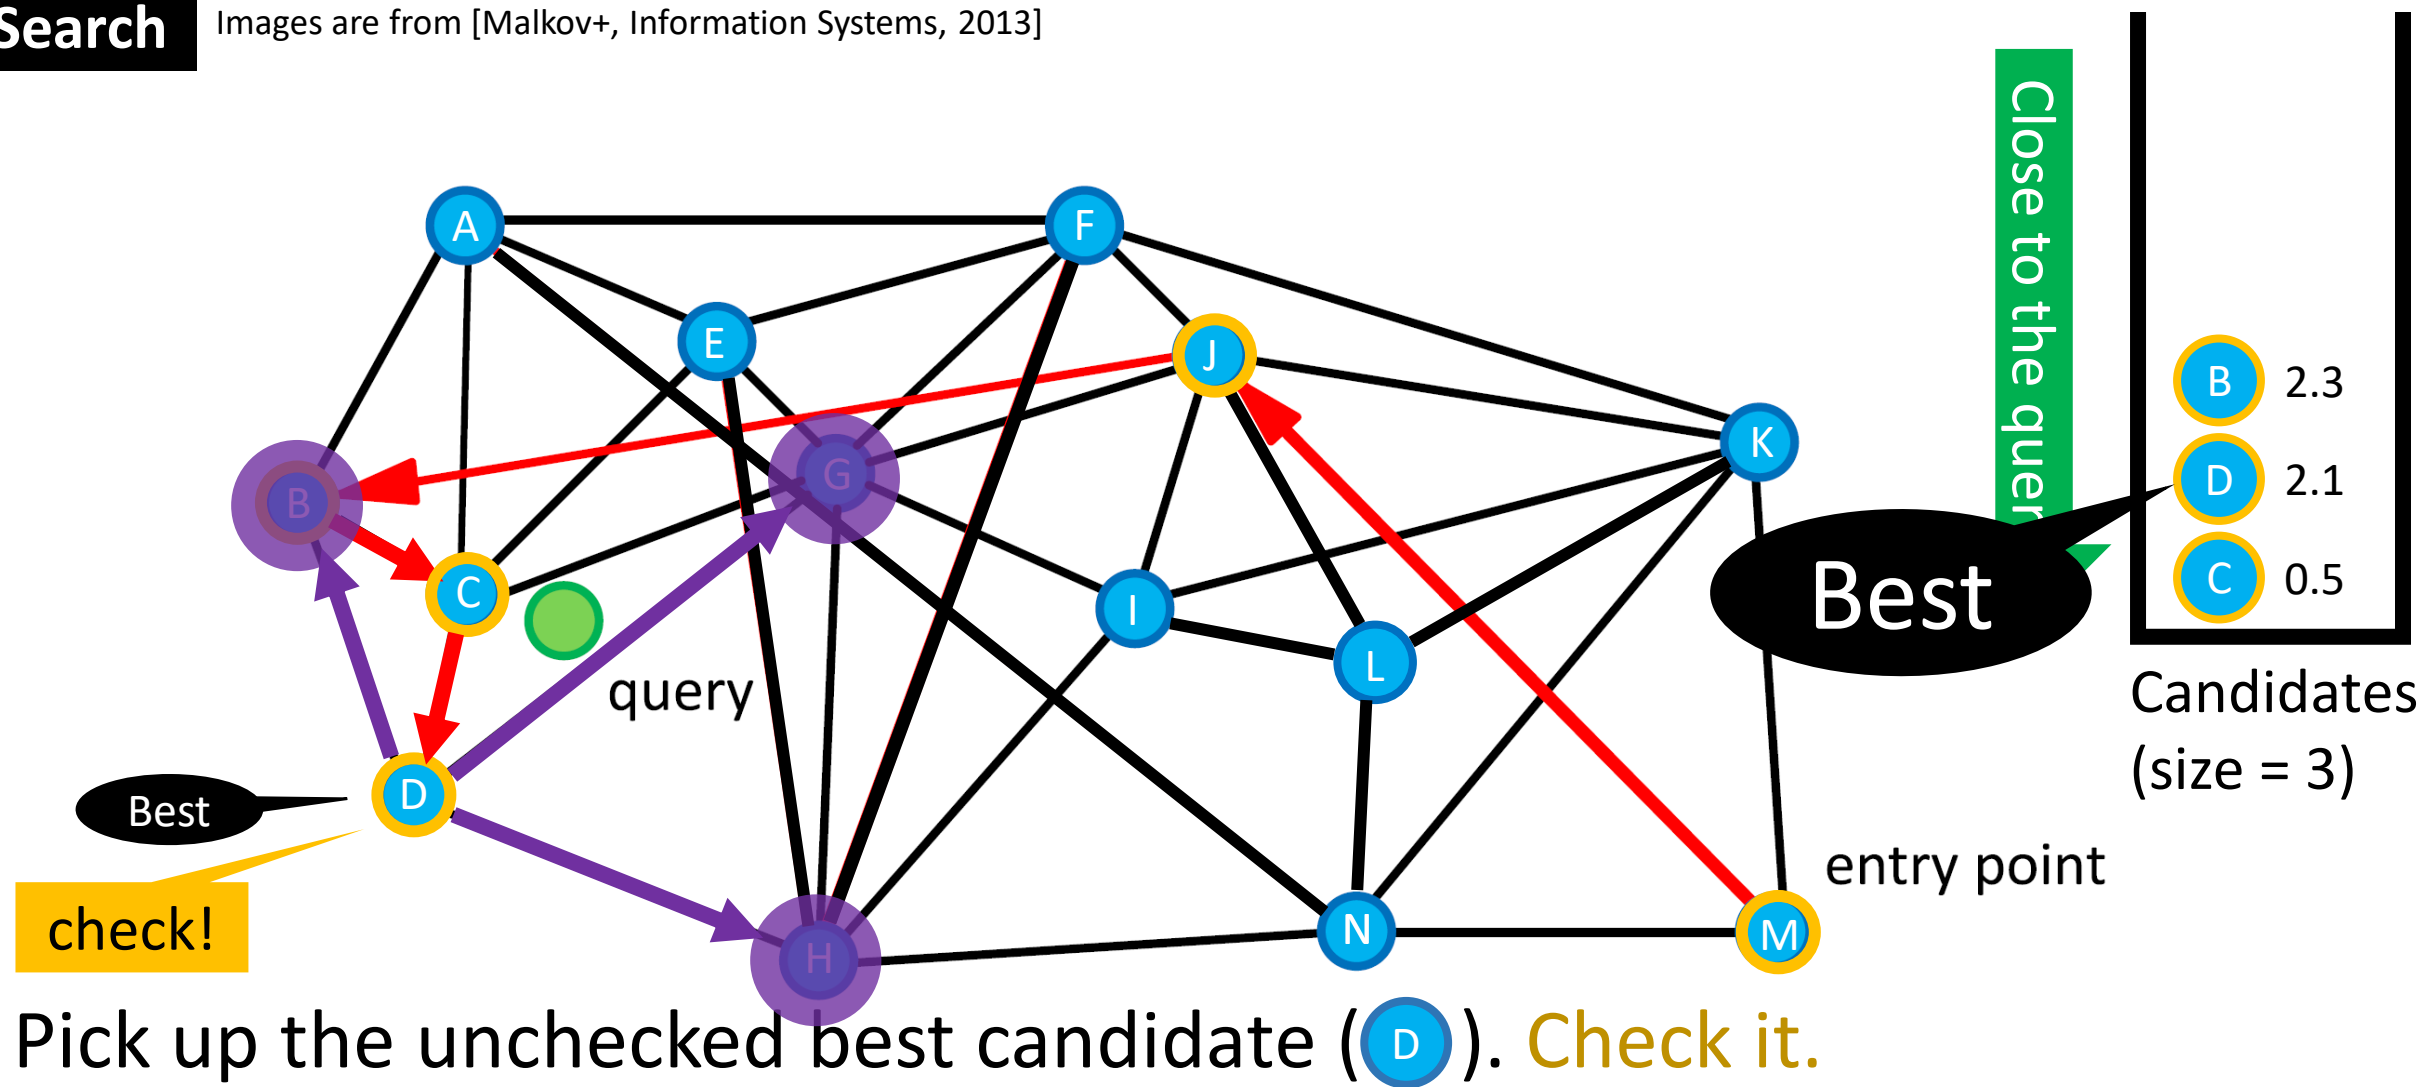 Search
Images are from [Malkov+, Information Systems, 2013]
Close to the quer
A
F
E
J
B
2.3
K
G
D
2.1
B
C
0.5
C
Best
I
L
query
Candidates
(size = 3)
D
Best
entry point
check!
H
N
M
Pick up the unchecked best candidate (D). Check it.